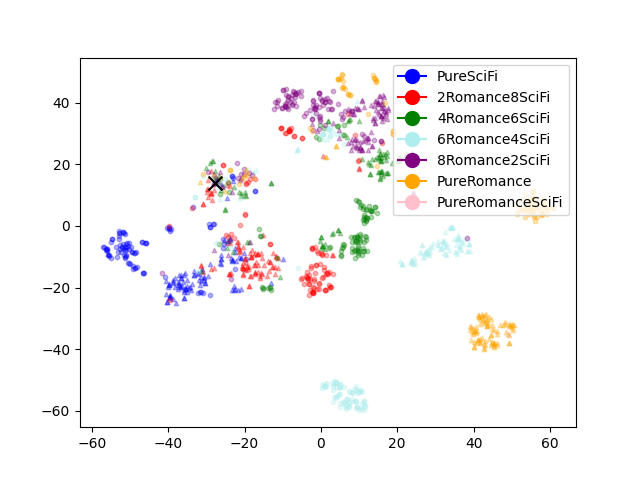 PureSciFi
2Romance8SciFi
4Romance6SciFi
6Romance4SciFi
8Romance2SciFi
PureRomance
PureRomanceSciFi
40
20
0
−20
−40
−60
−60 −40 −20 0 20 40 60